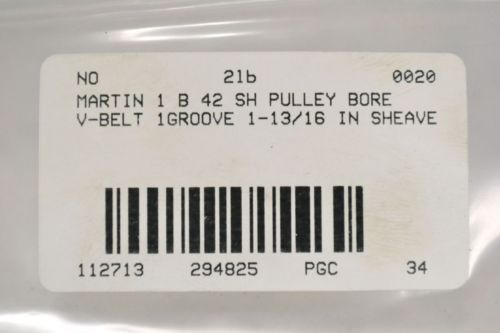 NO 21b 0020
MARTIN 1 B 42 SH PULLEY BORE
V-BELT 1GROOVE 1-13/16 IN SHEAVE
112713 294825 PGC 34